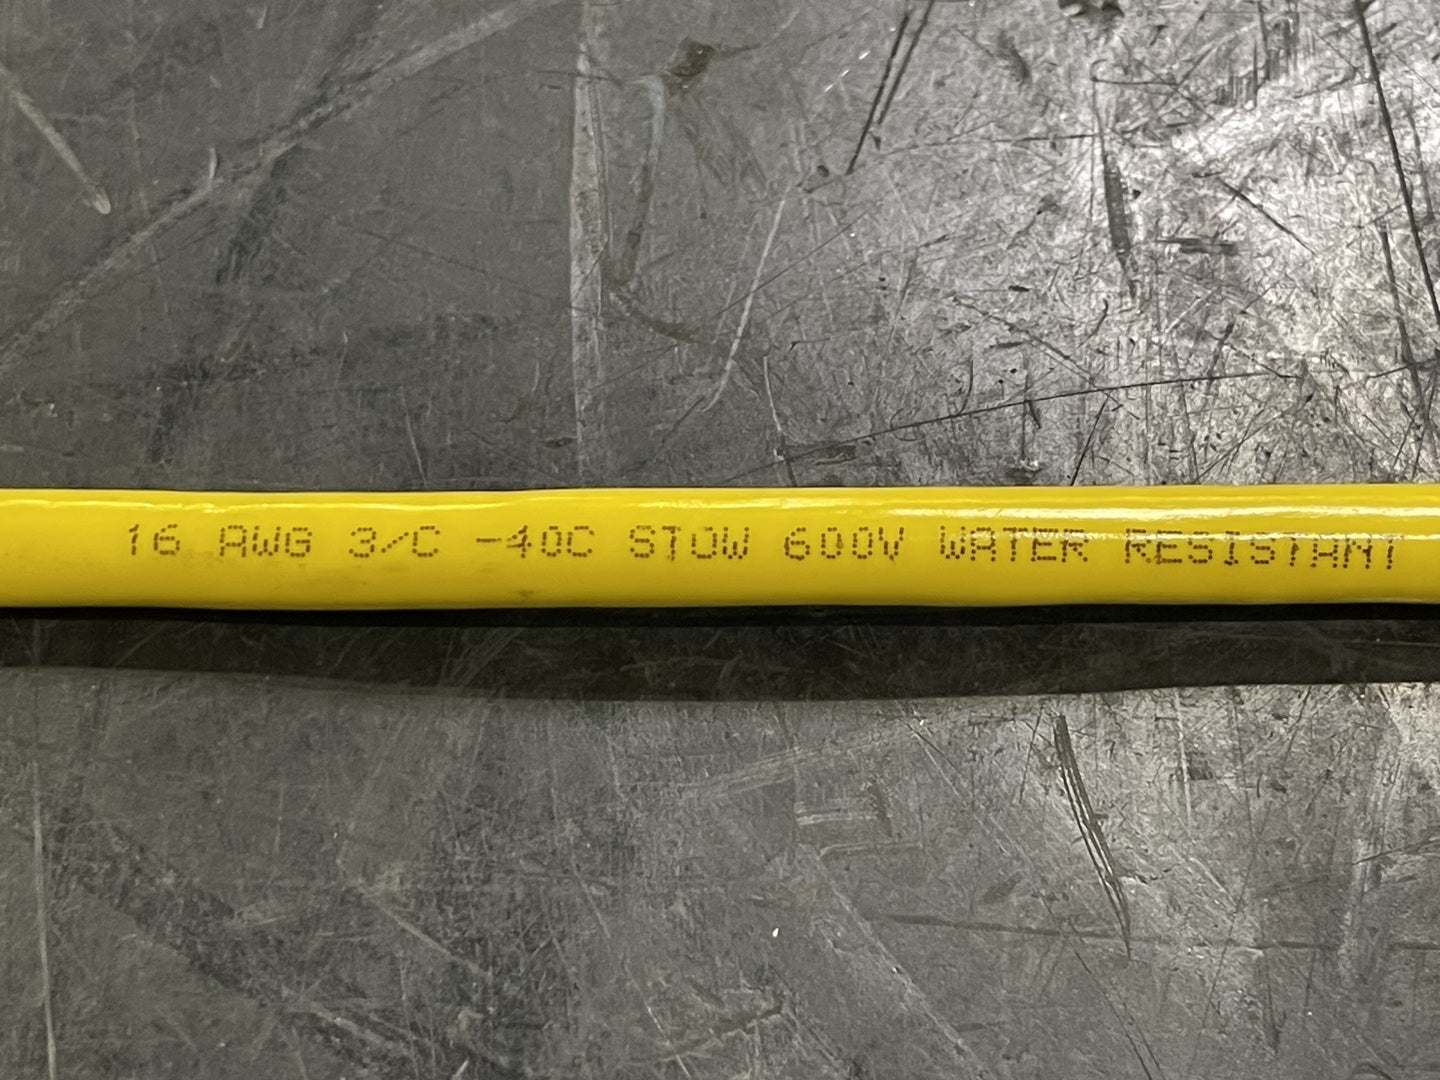 16 AWG 3/C -40C STOW 600V WATER RESISTANT